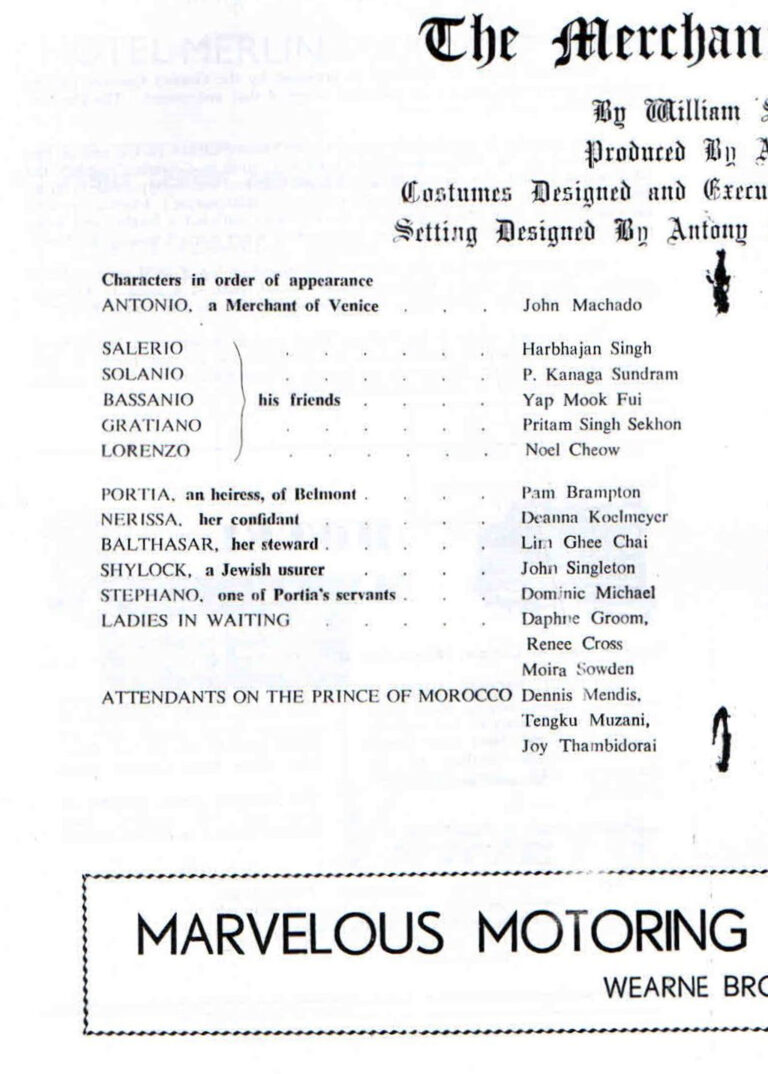 The Merchan
By William S
Produced By A
Costumes Designed and Execu
Setting Designed By Antony
Characters in order of appearance
ANTONIO, a Merchant of Venice . . . John Machado
SALERIO . . . . . Harbhajan Singh
SOLANIO . . . . . P. Kanaga Sundram
BASSANIO his friends . . . . Yap Mook Fui
GRATIANO . . . . . Pritam Singh Sekhon
LORENZO . . . . . Noel Cheow
PORTIA, an heiress, of Belmont . . . . Pam Brampton
NERISSA, her confidant . . . . Deanna Koelmeyer
BALTHASAR, her steward . . . . . Lim Ghee Chai
SHYLOCK, a Jewish usurer . . . . John Singleton
STEPHANO, one of Portia's servants . . . Dominic Michael
LADIES IN WAITING . . . . . Daphne Groom,
Renee Cross
Moira Sowden
ATTENDANTS ON THE PRINCE OF MOROCCO Dennis Mendis,
Tengku Muzani,
Joy Thambidorai
MARVELOUS MOTORING
WEARNE BRO